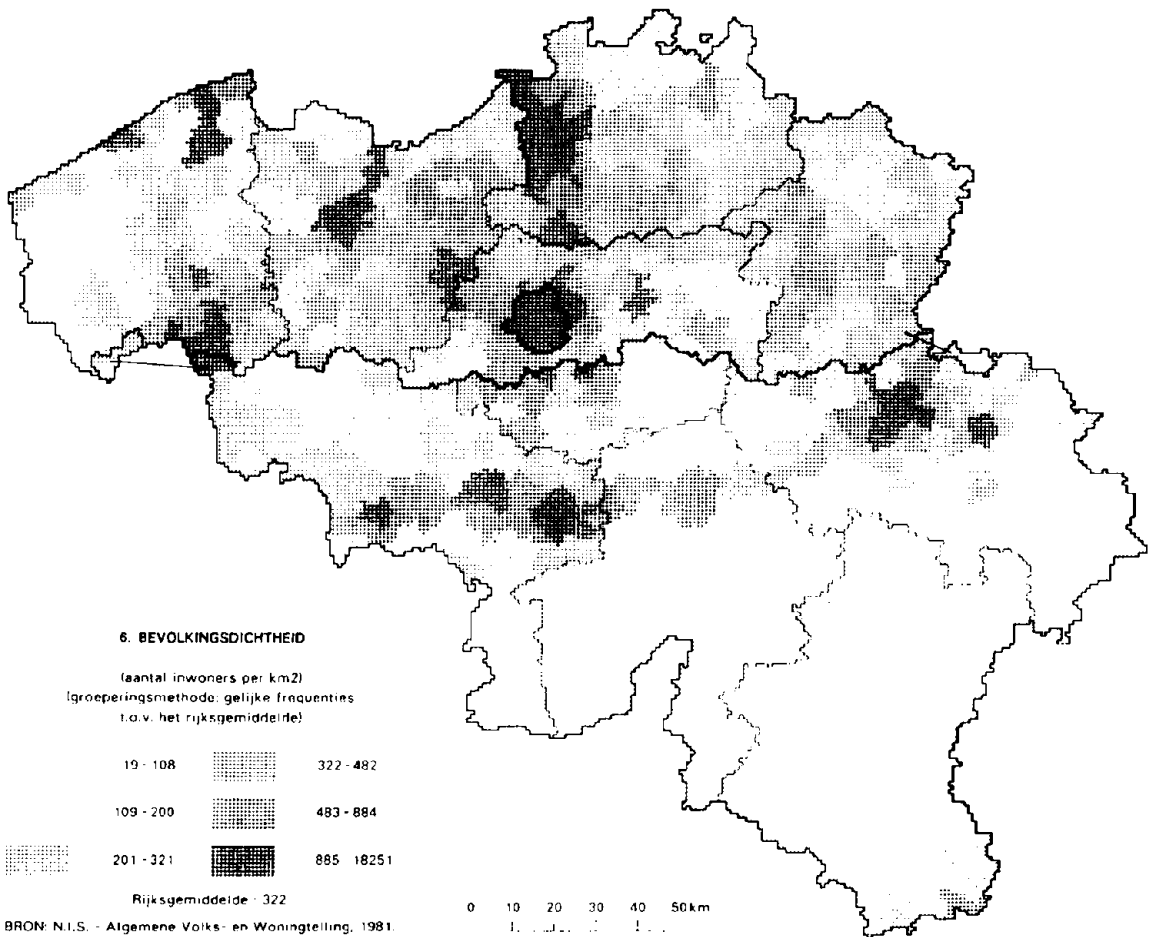 6. BEVOLKINGSDICHTHEID
(aantal inwoners per km2)
(groeperingsmethode: gelijke frequenties
t.o.v. het rijksgemiddelde)
19 - 108 322 - 482
109 - 200 483 - 884
201 - 321 885 - 18251
Rijksgemiddelde - 322
BRON: N.I.S. - Algemene Volks- en Woningtelling, 1981.
0 10 20 30 40 50km